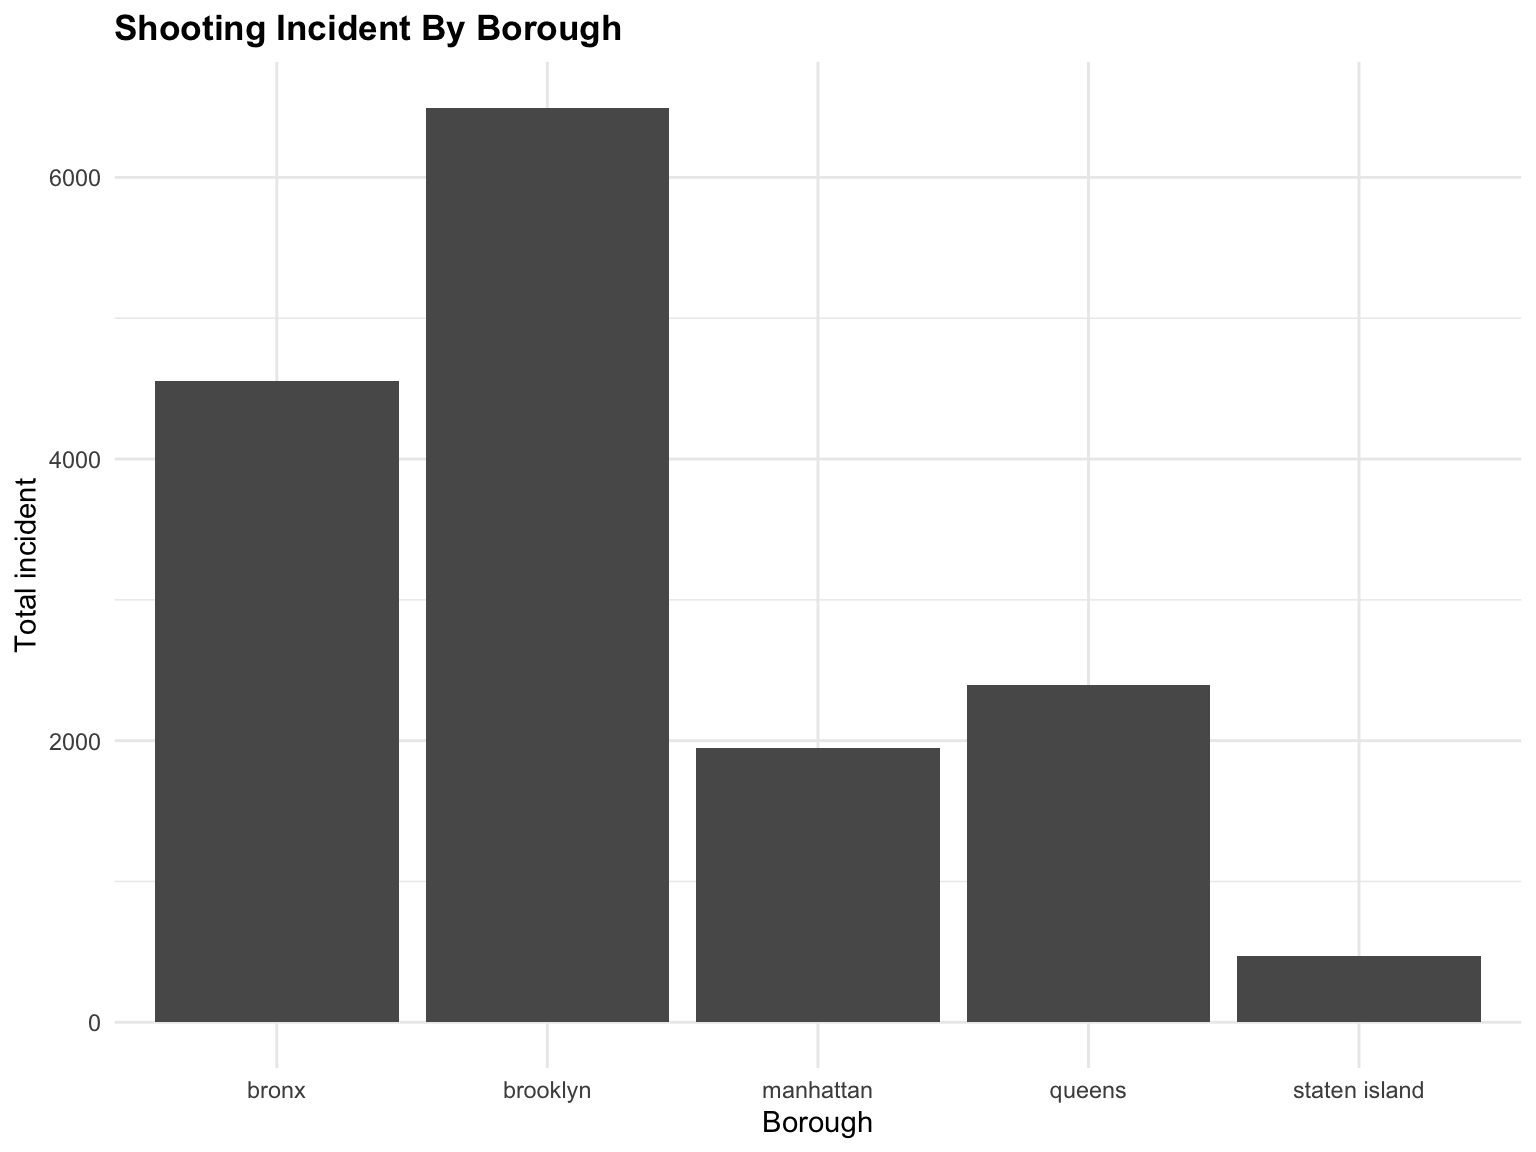 Shooting Incident By Borough
Total incident
6000
4000
2000
0
bronx brooklyn manhattan queens staten island
Borough